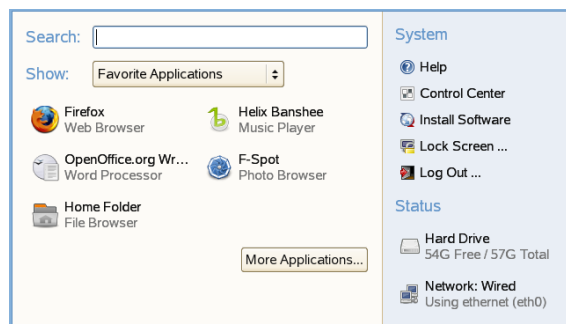 Search:
Show: Favorite Applications
Firefox
Web Browser
Helix Banshee
Music Player
OpenOffice.org Wr...
Word Processor
F-Spot
Photo Browser
Home Folder
File Browser
More Applications...
System
Help
Control Center
Install Software
Lock Screen ...
Log Out ...
Status
Hard Drive
54G Free / 57G Total
Network: Wired
Using ethernet (eth0)